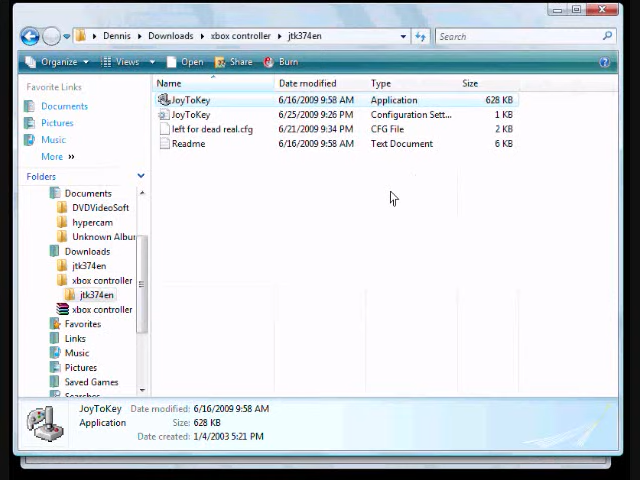 Dennis Downloads xbox controller jtk374en Search
Organize Views Open Share Burn
Favorite Links
Documents
Pictures
Music
More »
Folders
Documents
DVDVideoSoft
hypercam
Unknown Albur
Downloads
jtk374en
xbox controller
jtk374en
xbox controller
Favorites
Links
Music
Pictures
Saved Games
Searches
Name Date modified Type Size
JoyToKey 6/16/2009 9:58 AM Application 628 KB
JoyToKey 6/25/2009 9:26 PM Configuration Sett... 1 KB
left for dead real.cfg 6/21/2009 9:34 PM CFG File 2 KB
Readme 6/16/2009 9:58 AM Text Document 6 KB
JoyToKey Date modified: 6/16/2009 9:58 AM
Application Size: 628 KB
Date created: 1/4/2003 5:21 PM